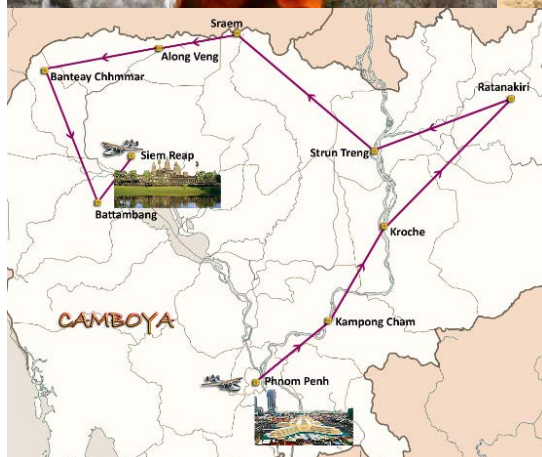 Sraem
Along Veng
Banteay Chhmmar
Ratanakiri
Siem Reap
Strun Treng
Battambang
Kroche
CAMBOYA
Kampong Cham
Phnom Penh